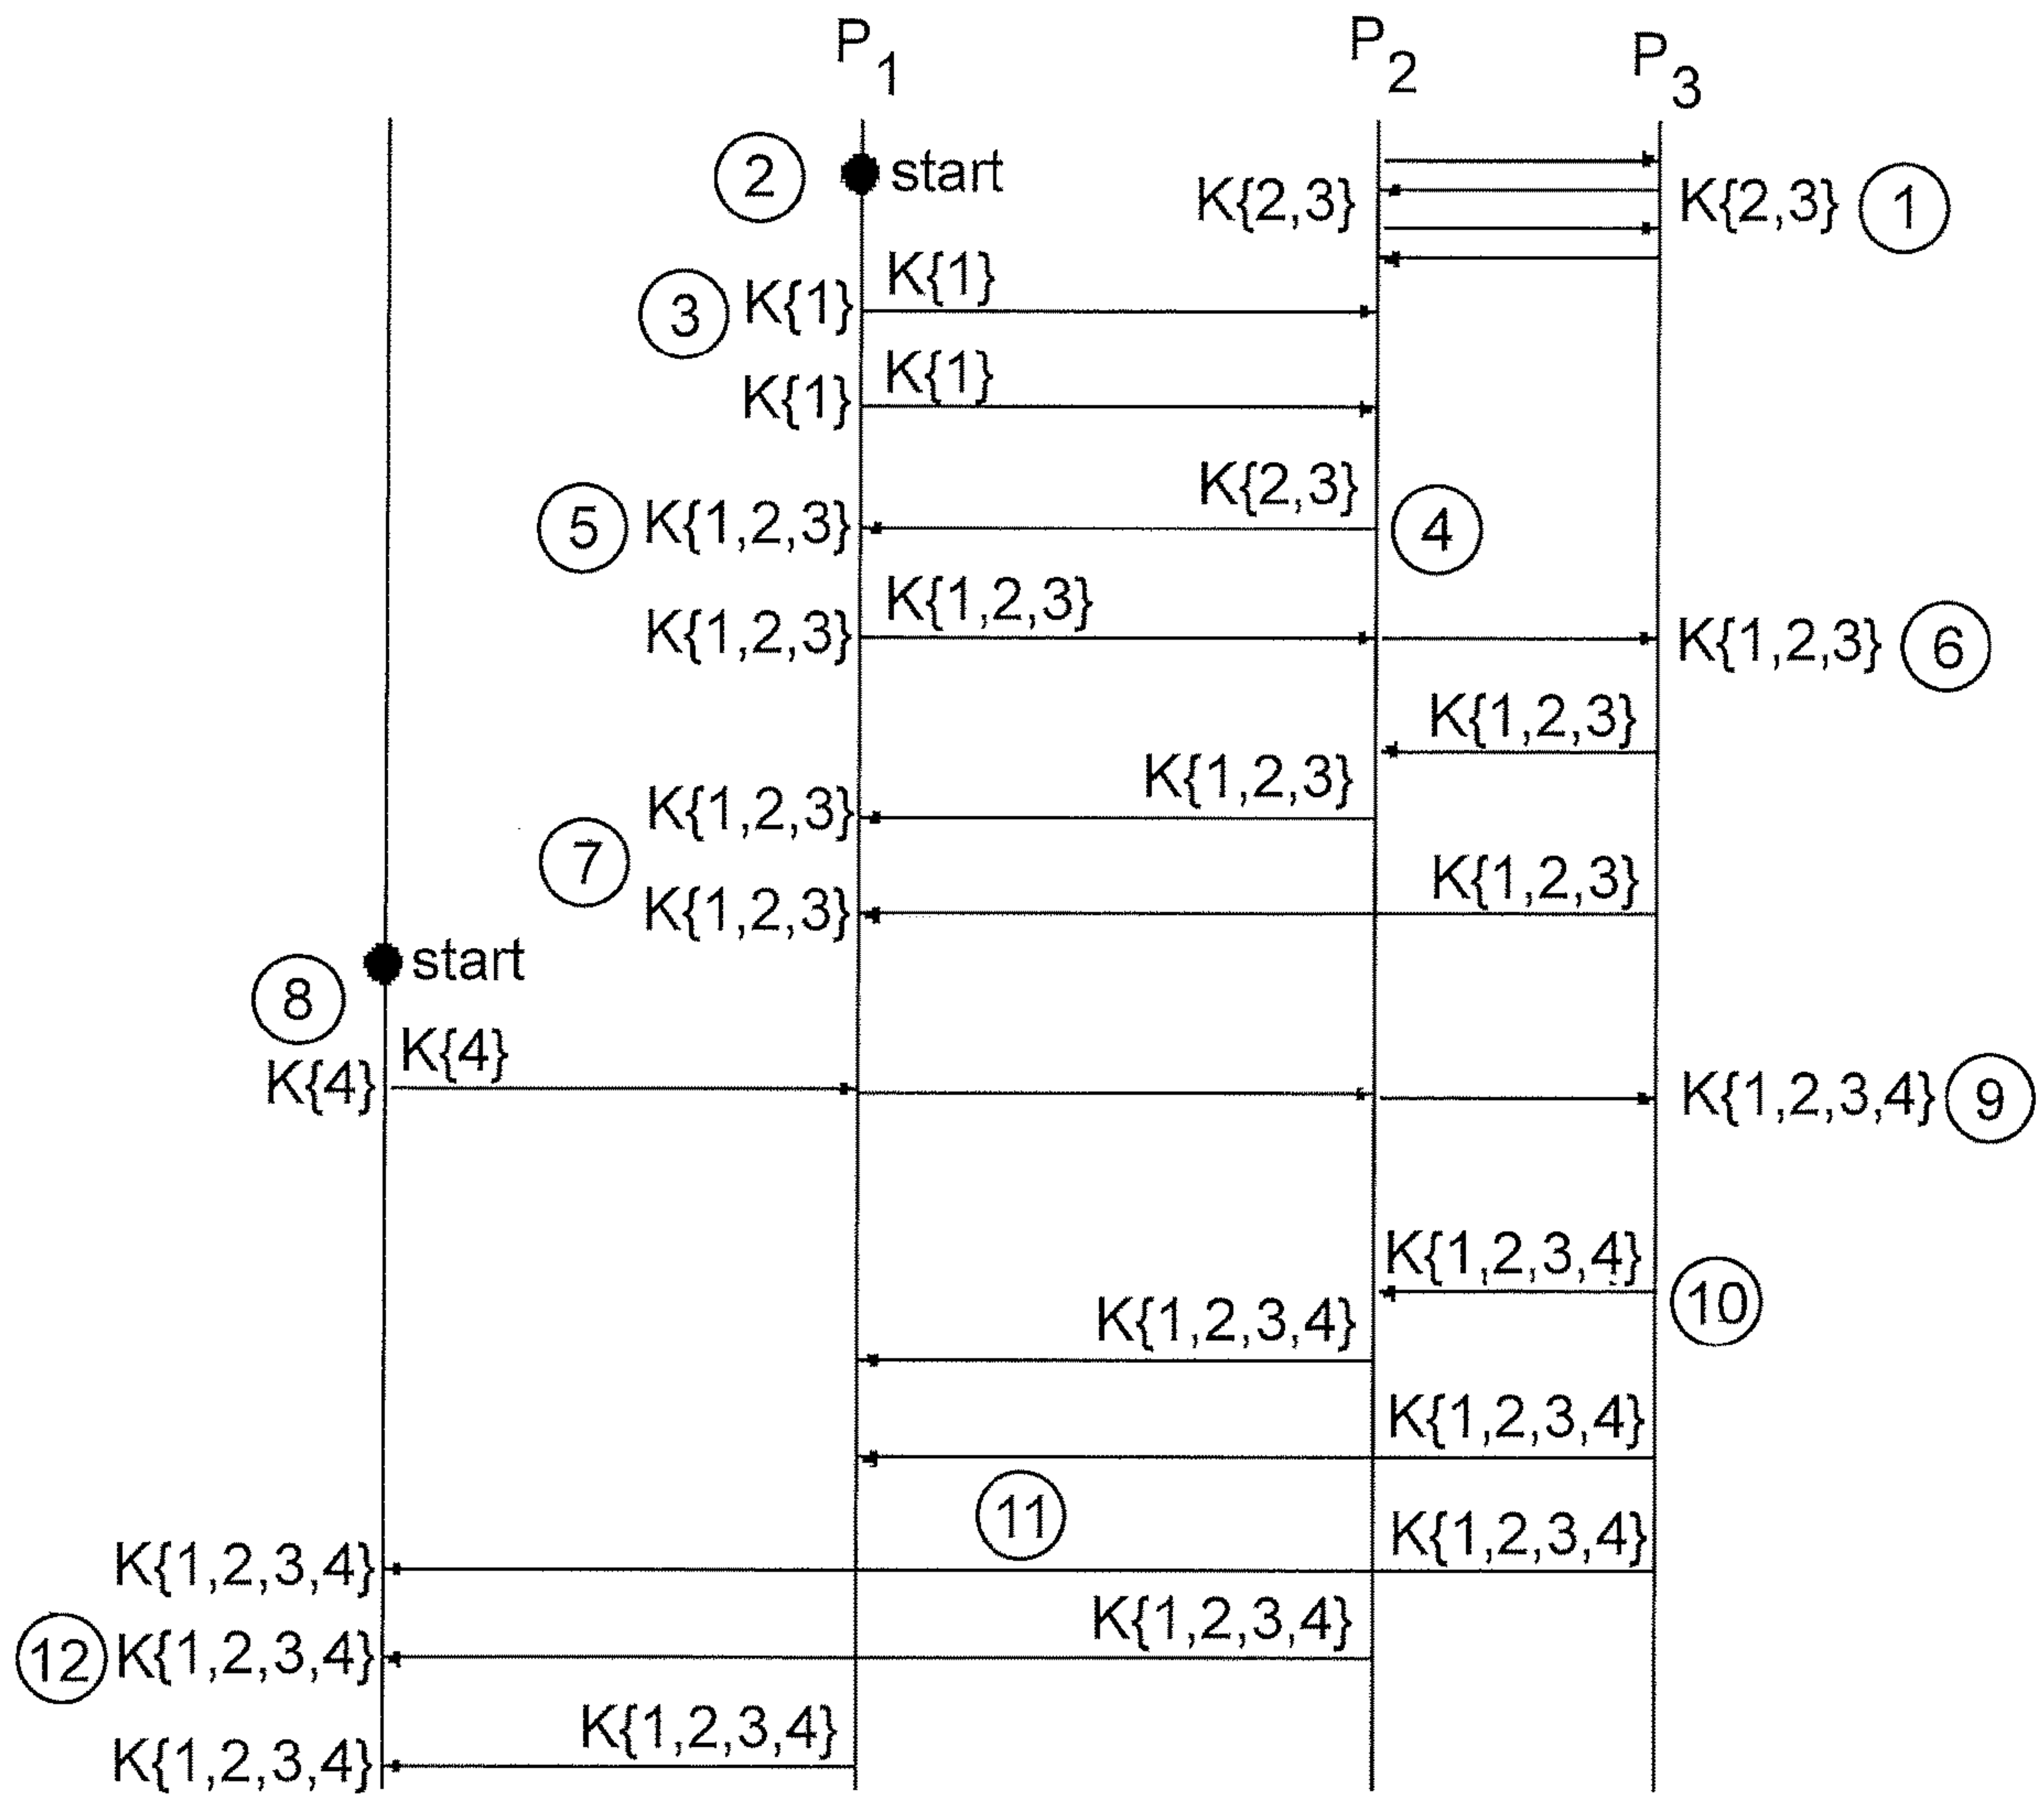 P1 P2 P3
2 start K{2,3} K{2,3} 1
3 K{1} K{1}
K{1} K{1}
K{2,3}
5 K{1,2,3} 4
K{1,2,3}
K{1,2,3} K{1,2,3} 6
K{1,2,3}
K{1,2,3}
K{1,2,3}
7
K{1,2,3}
K{1,2,3}
start
8
K{4}
K{4} K{1,2,3,4} 9
K{1,2,3,4}
10
K{1,2,3,4}
K{1,2,3,4}
11
K{1,2,3,4}
K{1,2,3,4}
K{1,2,3,4}
12 K{1,2,3,4}
K{1,2,3,4}
K{1,2,3,4}